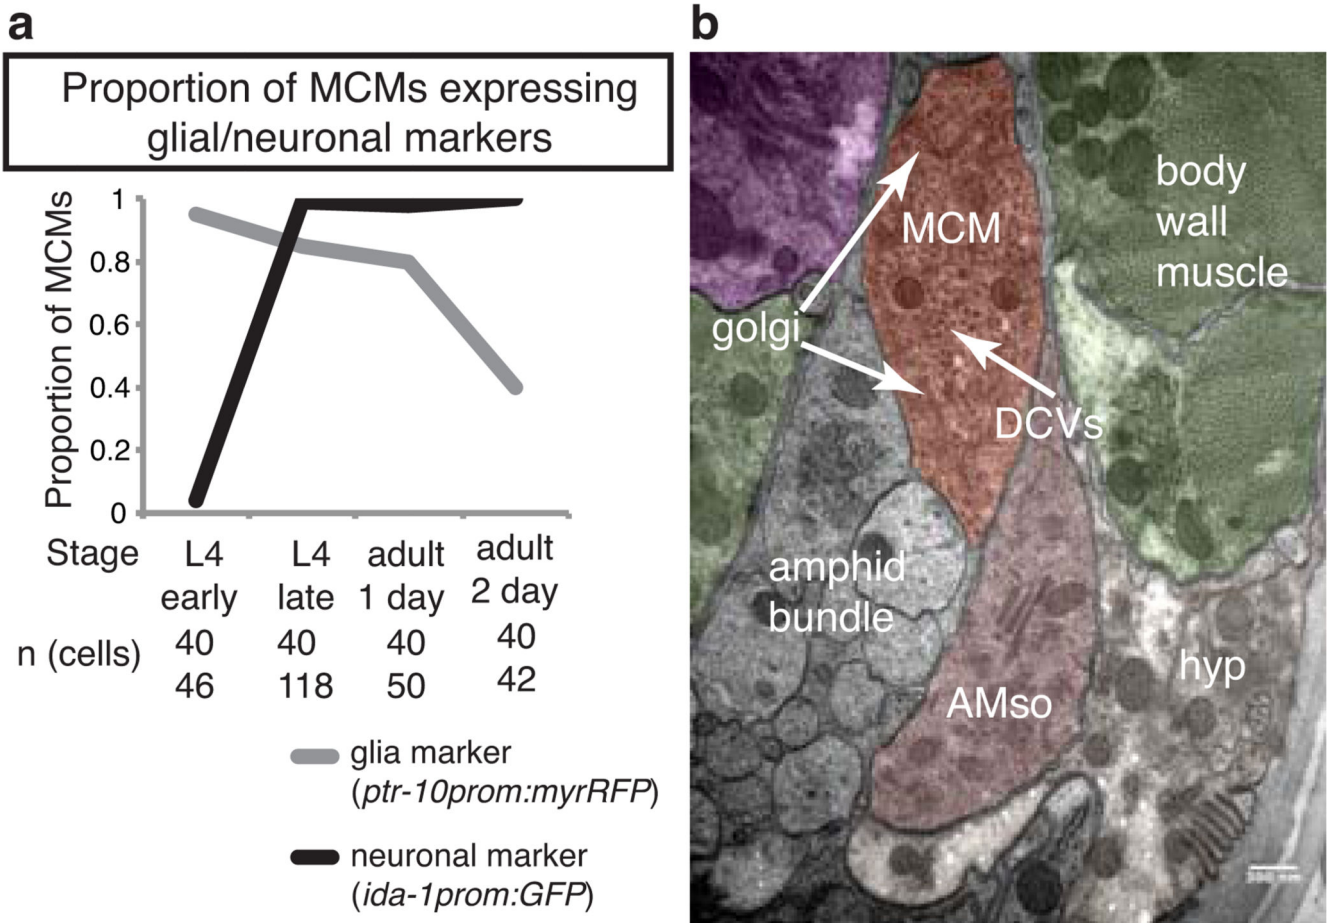 a
Proportion of MCMs expressing
glial/neuronal markers
Proportion of MCMs
1
0.8
0.6
0.4
0.2
0
Stage
L4 early
L4 late
adult 1 day
adult 2 day
n (cells)
40 40 40 40
46 118 50 42
glia marker
(ptr-10prom:myrRFP)
neuronal marker
(ida-1prom:GFP)
b
MCM
body
wall
muscle
golgi
DCVs
amphid
bundle
hyp
AMso